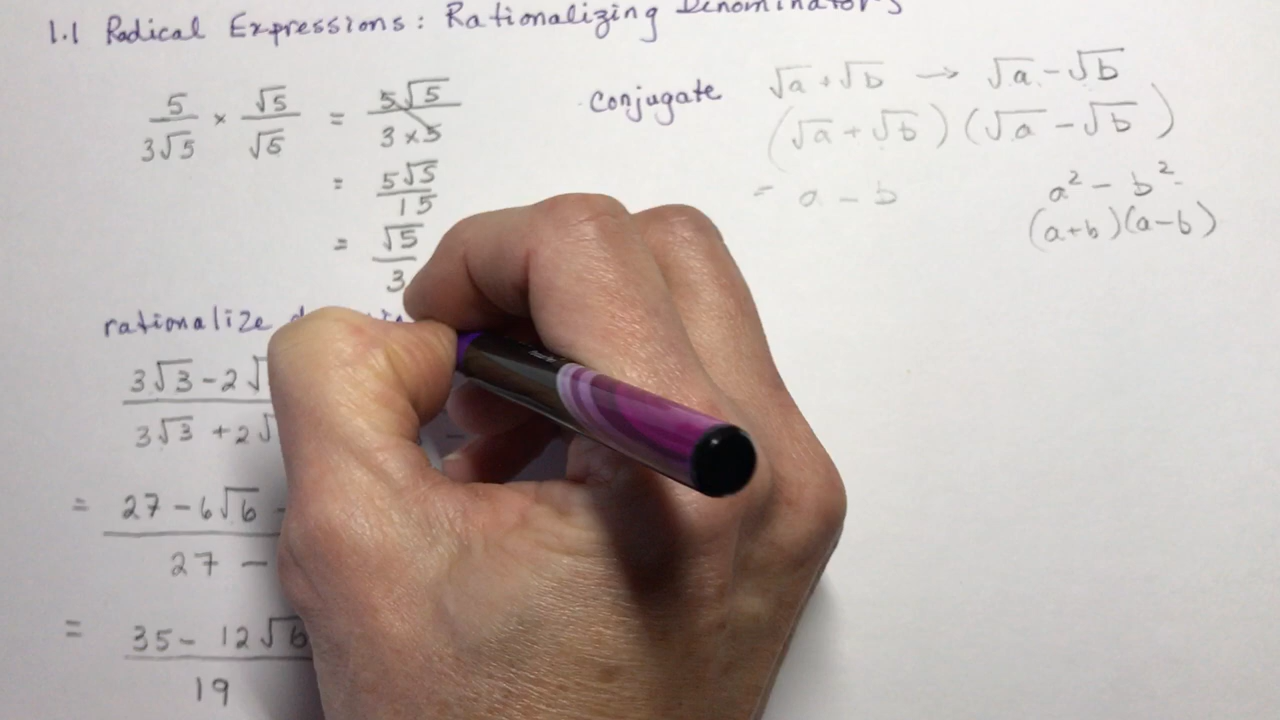 1.1 Radical Expressions: Rationalizing Denominators
5/(3√5) × √5/√5 = 5√5/(3×5)
= 5√5/15
= √5/3
Conjugate √a + √b → √a - √b
(√a + √b)(√a - √b)
= a - b
a² - b²
(a+b)(a-b)
rationalize
3√3 - 2√
3√3 + 2√
= 27 - 6√6 -
27 -
= 35 - 12√6
19